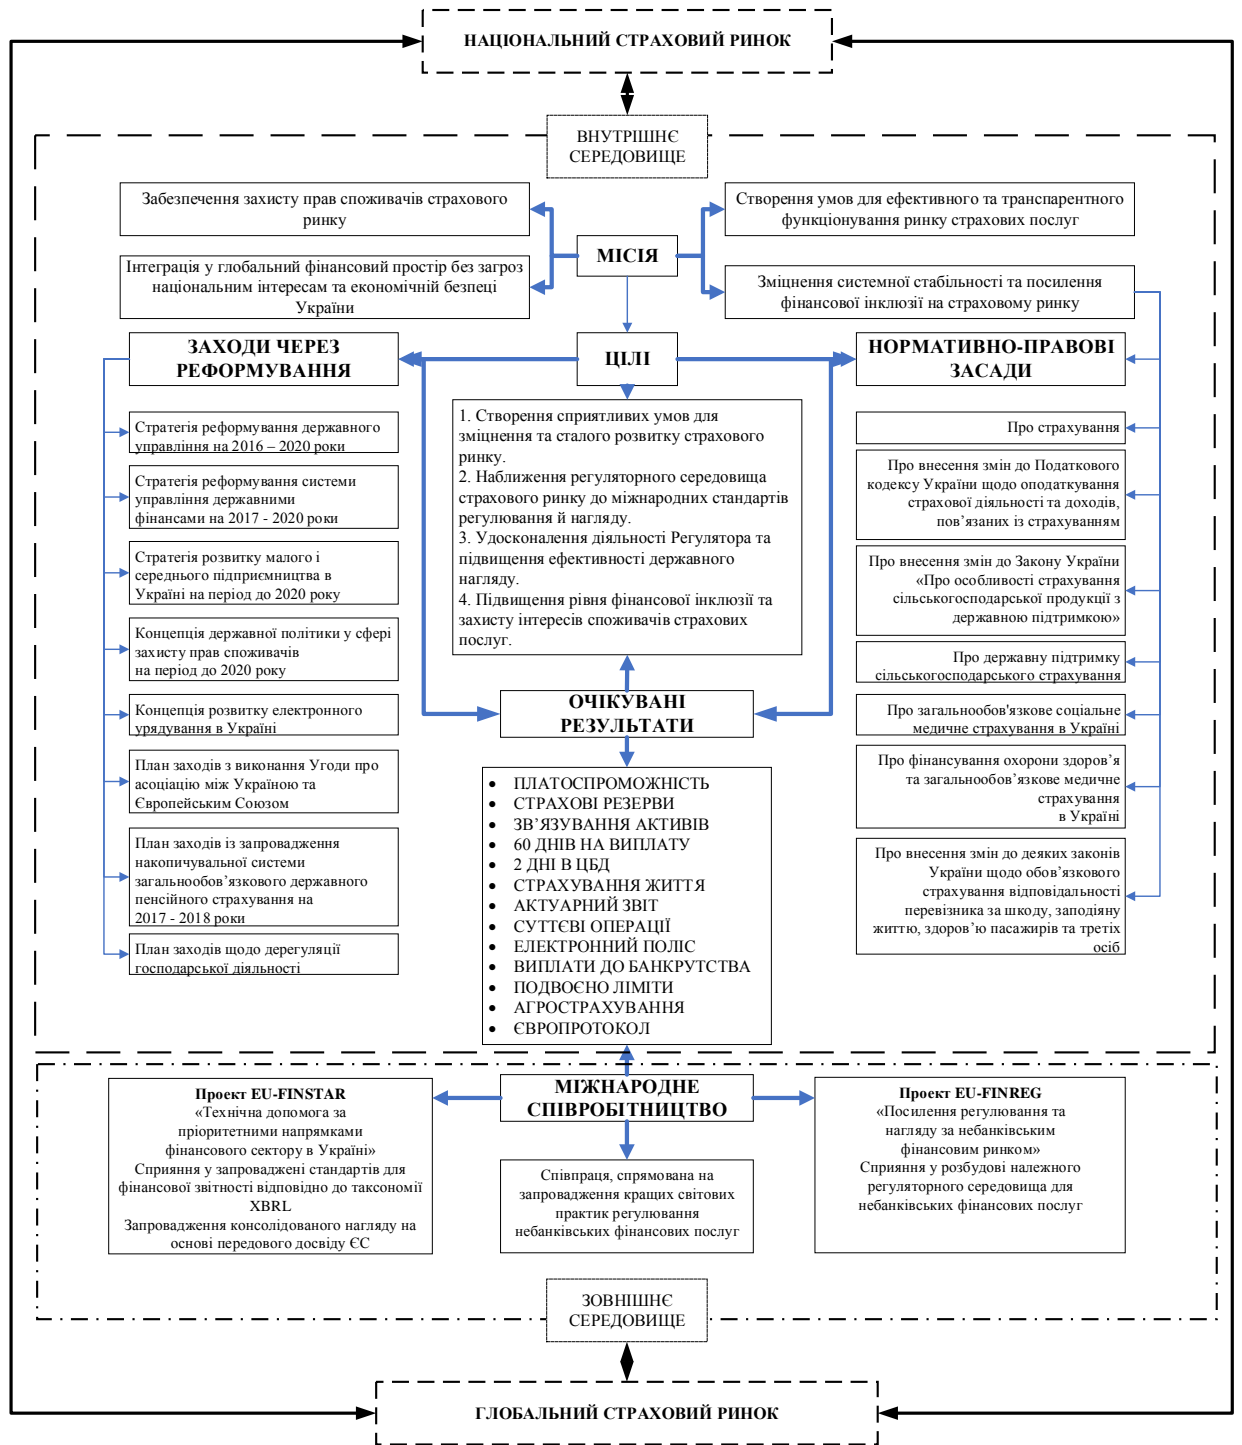 НАЦІОНАЛЬНИЙ СТРАХОВИЙ РИНОК
ВНУТРІШНЄ
СЕРЕДОВИЩЕ
Забезпечення захисту прав споживачів страхового
ринку
Створення умов для ефективного та транспарентного
функціонування ринку страхових послуг
МІСІЯ
Інтеграція у глобальний фінансовий простір без загроз
національним інтересам та економічній безпеці
України
Зміцнення системної стабільності та посилення
фінансової інклюзії на страховому ринку
ЗАХОДИ ЧЕРЕЗ
РЕФОРМУВАННЯ
ЦІЛІ
НОРМАТИВНО-ПРАВОВІ
ЗАСАДИ
Стратегія реформування державного
управління на 2016 – 2020 роки
Стратегія реформування системи
управління державними
фінансами на 2017 - 2020 роки
Стратегія розвитку малого і
середнього підприємництва в
Україні на період до 2020 року
Концепція державної політики у сфері
захисту прав споживачів
на період до 2020 року
Концепція розвитку електронного
урядування в Україні
План заходів з виконання Угоди про
асоціацію між Україною та
Європейським Союзом
План заходів із запровадження
накопичувальної системи
загальнообов’язкового державного
пенсійного страхування на
2017 - 2018 роки
План заходів щодо дерегуляції
господарської діяльності
1. Створення сприятливих умов для
зміцнення та сталого розвитку страхового
ринку.
2. Наближення регуляторного середовища
страхового ринку до міжнародних стандартів
регулювання й нагляду.
3. Удосконалення діяльності Регулятора та
підвищення ефективності державного
нагляду.
4. Підвищення рівня фінансової інклюзії та
захисту інтересів споживачів страхових
послуг.
ОЧІКУВАНІ
РЕЗУЛЬТАТИ
• ПЛАТОСПРОМОЖНІСТЬ
• СТРАХОВІ РЕЗЕРВИ
• ЗВ’ЯЗУВАННЯ АКТИВІВ
• 60 ДНІВ НА ВИПЛАТУ
• 2 ДНІ В ЦБД
• СТРАХУВАННЯ ЖИТТЯ
• АКТУАРНИЙ ЗВІТ
• СУТТЄВІ ОПЕРАЦІЇ
• ЕЛЕКТРОННИЙ ПОЛІС
• ВИПЛАТИ ДО БАНКРУТСТВА
• ПОДВОЄНО ЛІМІТИ
• АГРОСТРАХУВАННЯ
• ЄВРОПРОТОКОЛ
Про страхування
Про внесення змін до Податкового
кодексу України щодо оподаткування
страхової діяльності та доходів,
пов’язаних із страхуванням
Про внесення змін до Закону України
«Про особливості страхування
сільськогосподарської продукції з
державною підтримкою»
Про державну підтримку
сільськогосподарського страхування
Про загальнообов'язкове соціальне
медичне страхування в Україні
Про фінансування охорони здоров’я
та загальнообов’язкове медичне
страхування
в Україні
Про внесення змін до деяких законів
України щодо обов’язкового
страхування відповідальності
перевізника за шкоду, заподіяну
життю, здоров’ю пасажирів та третіх
осіб
Проект EU-FINSTAR
«Технічна допомога за
пріоритетними напрямками
фінансового сектору в Україні»
Сприяння у запроваджені стандартів для
фінансової звітності відповідно до таксономії
XBRL
Запровадження консолідованого нагляду на
основі передового досвіду ЄС
МІЖНАРОДНЕ
СПІВРОБІТНИЦТВО
Співпраця, спрямована на
запровадження кращих світових
практик регулювання
небанківських фінансових послуг
Проект EU-FINREG
«Посилення регулювання та
нагляду за небанківським
фінансовим ринком»
Сприяння у розбудові належного
регуляторного середовища для
небанківських фінансових послуг
ЗОВНІШНЄ
СЕРЕДОВИЩЕ
ГЛОБАЛЬНИЙ СТРАХОВИЙ РИНОК